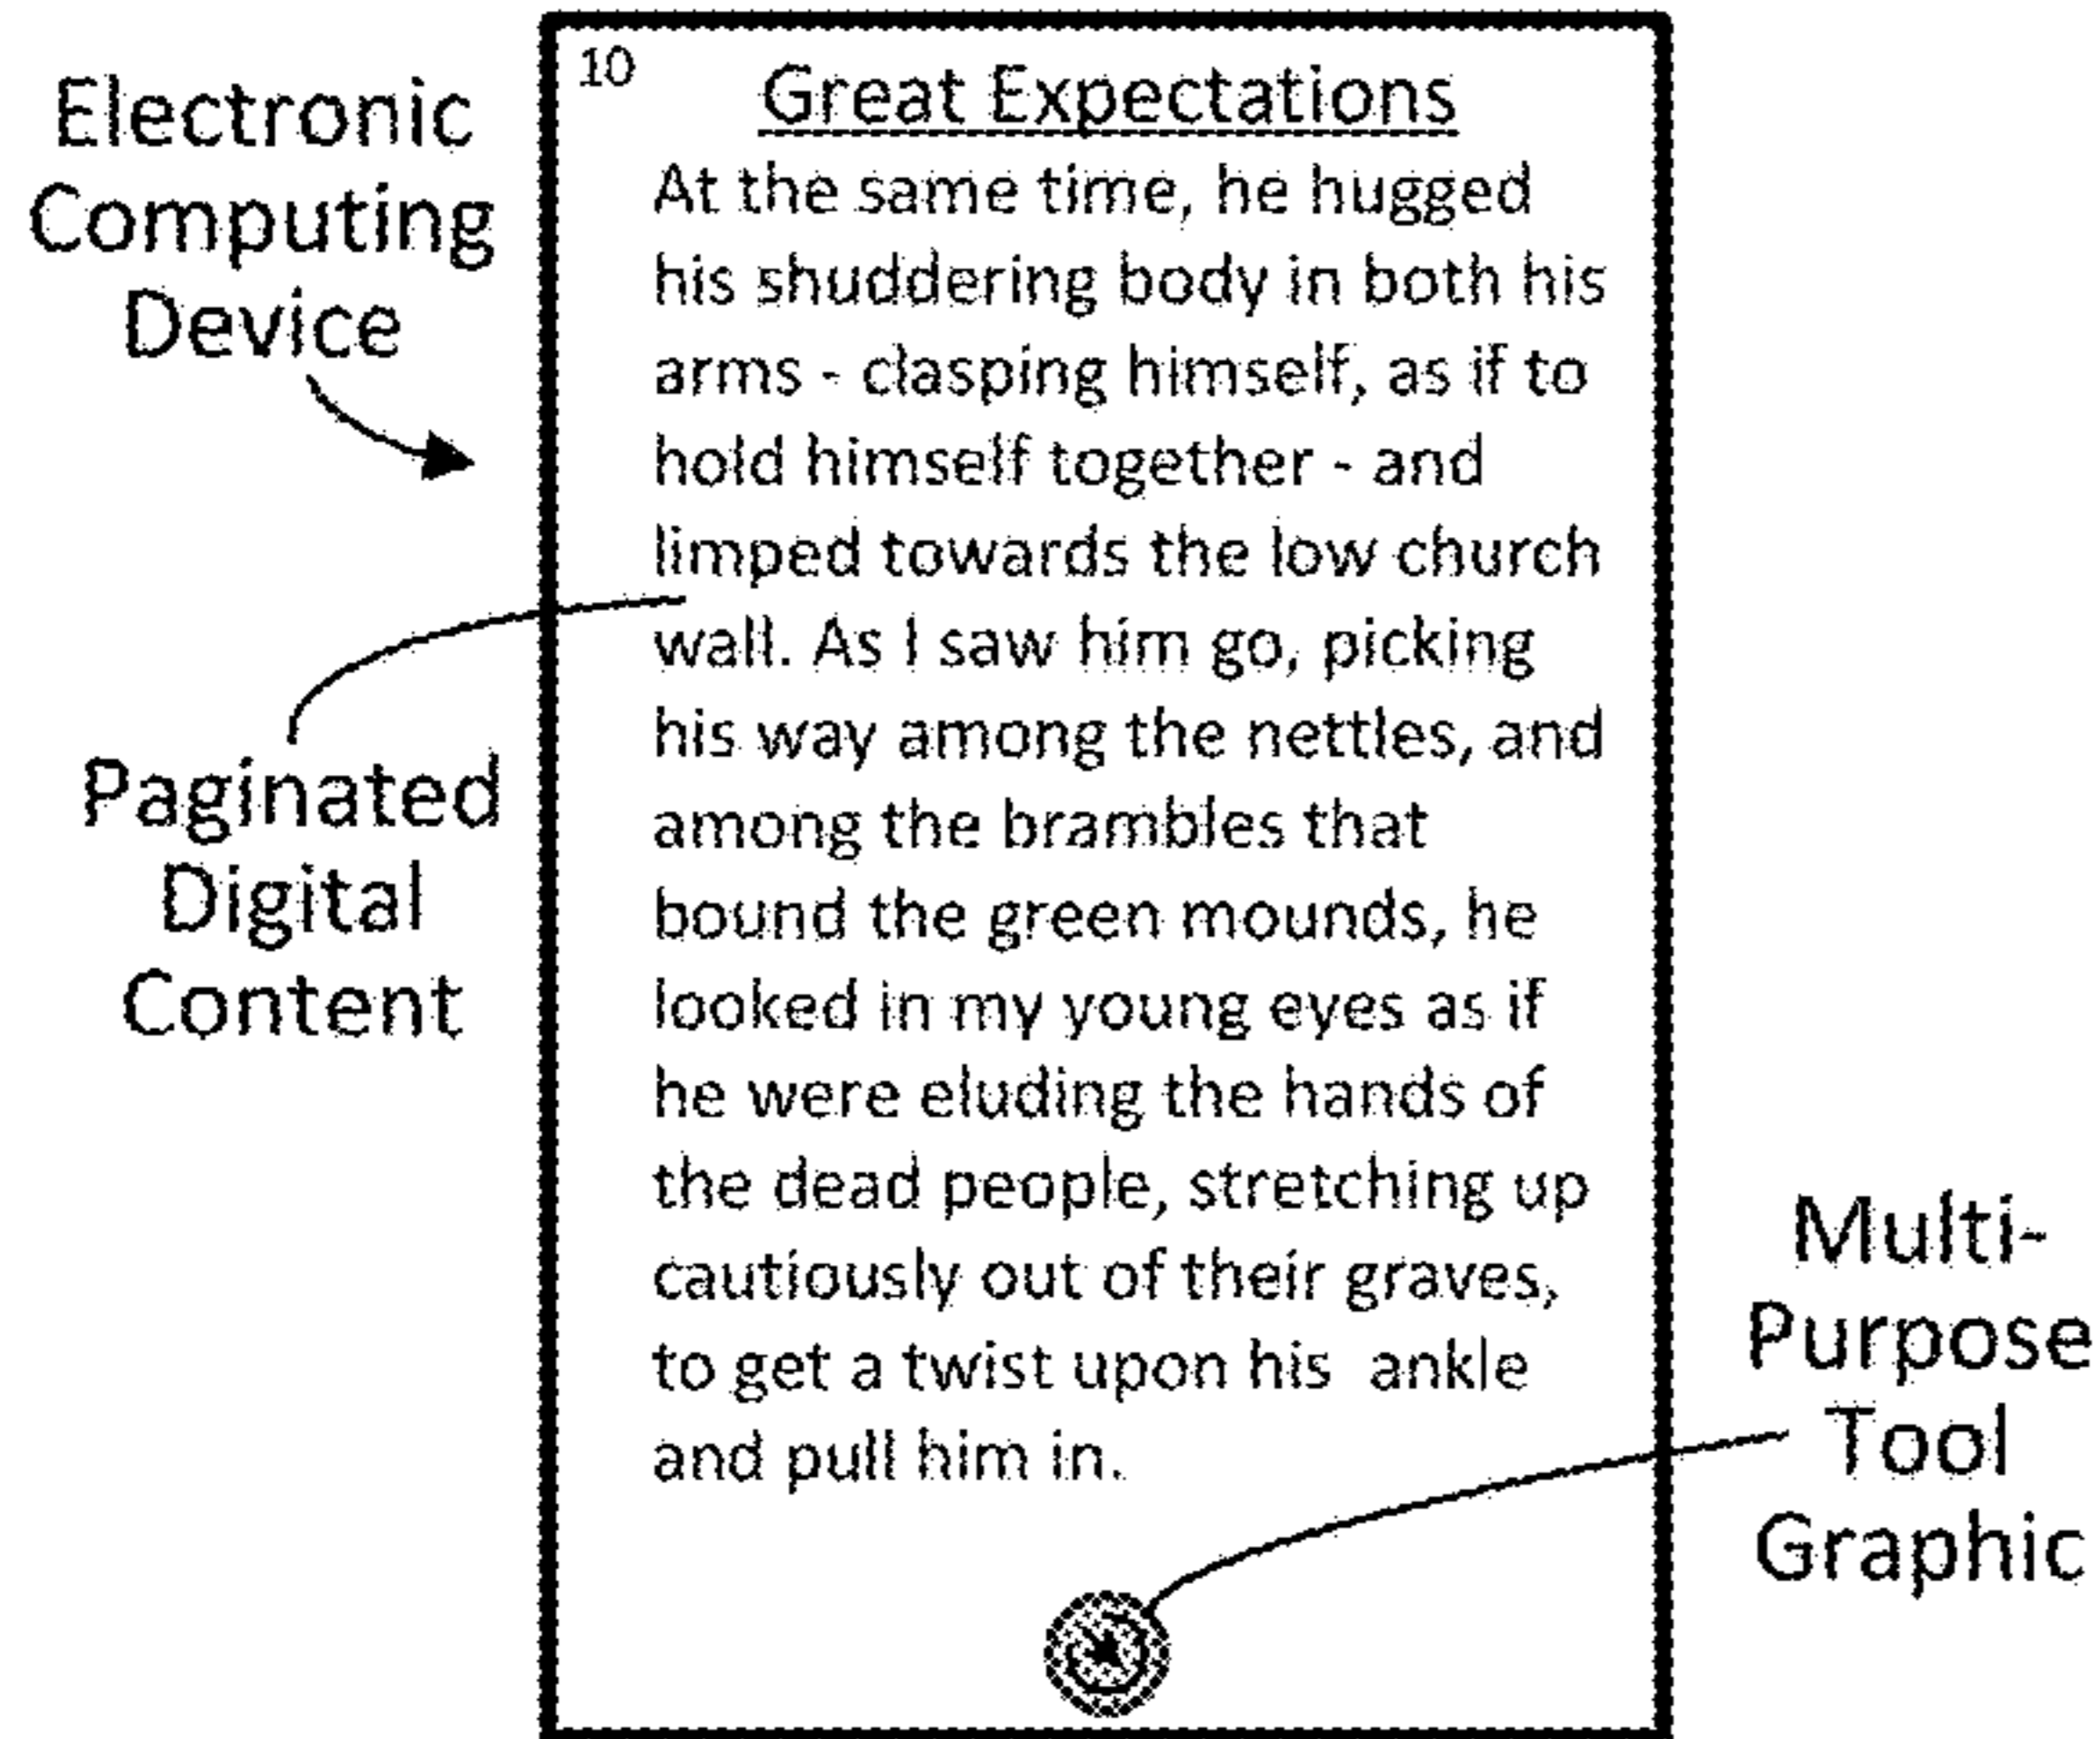 Electronic
Computing
Device
Paginated
Digital
Content
10
Great Expectations
At the same time, he hugged
his shuddering body in both his
arms - clasping himself, as if to
hold himself together - and
limped towards the low church
wall. As I saw him go, picking
his way among the nettles, and
among the brambles that
bound the green mounds, he
looked in my young eyes as if
he were eluding the hands of
the dead people, stretching up
cautiously out of their graves,
to get a twist upon his  ankle
and pull him in.
Multi-
Purpose
Tool
Graphic